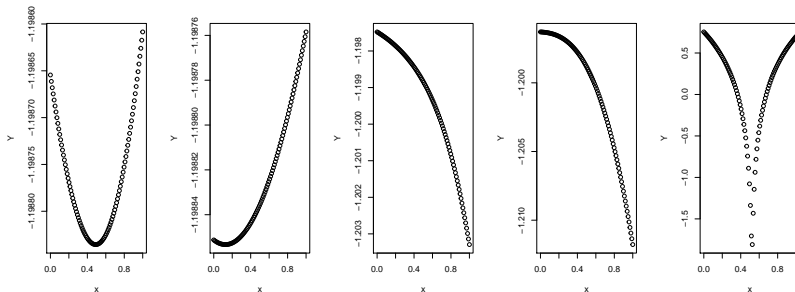 -1.19860
-1.19865
-1.19870
-1.19875
-1.19880
Y
0.0 0.4 0.8
x
-1.19876
-1.19878
-1.19880
-1.19882
-1.19884
Y
0.0 0.4 0.8
x
-1.198
-1.199
-1.200
-1.201
-1.202
-1.203
Y
0.0 0.4 0.8
x
-1.200
-1.205
-1.210
Y
0.0 0.4 0.8
x
0.5
0.0
-0.5
-1.0
-1.5
Y
0.0 0.4 0.8
x